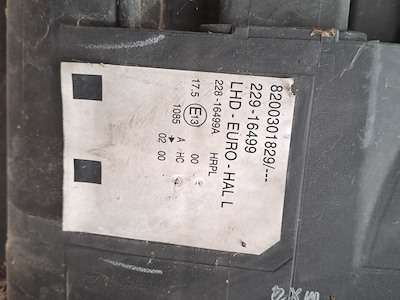 8200301829/---
229-16499
LHD - EURO - HAL L
228-16499A HRPL
17.5 E13 00
1085 A HC
02 00